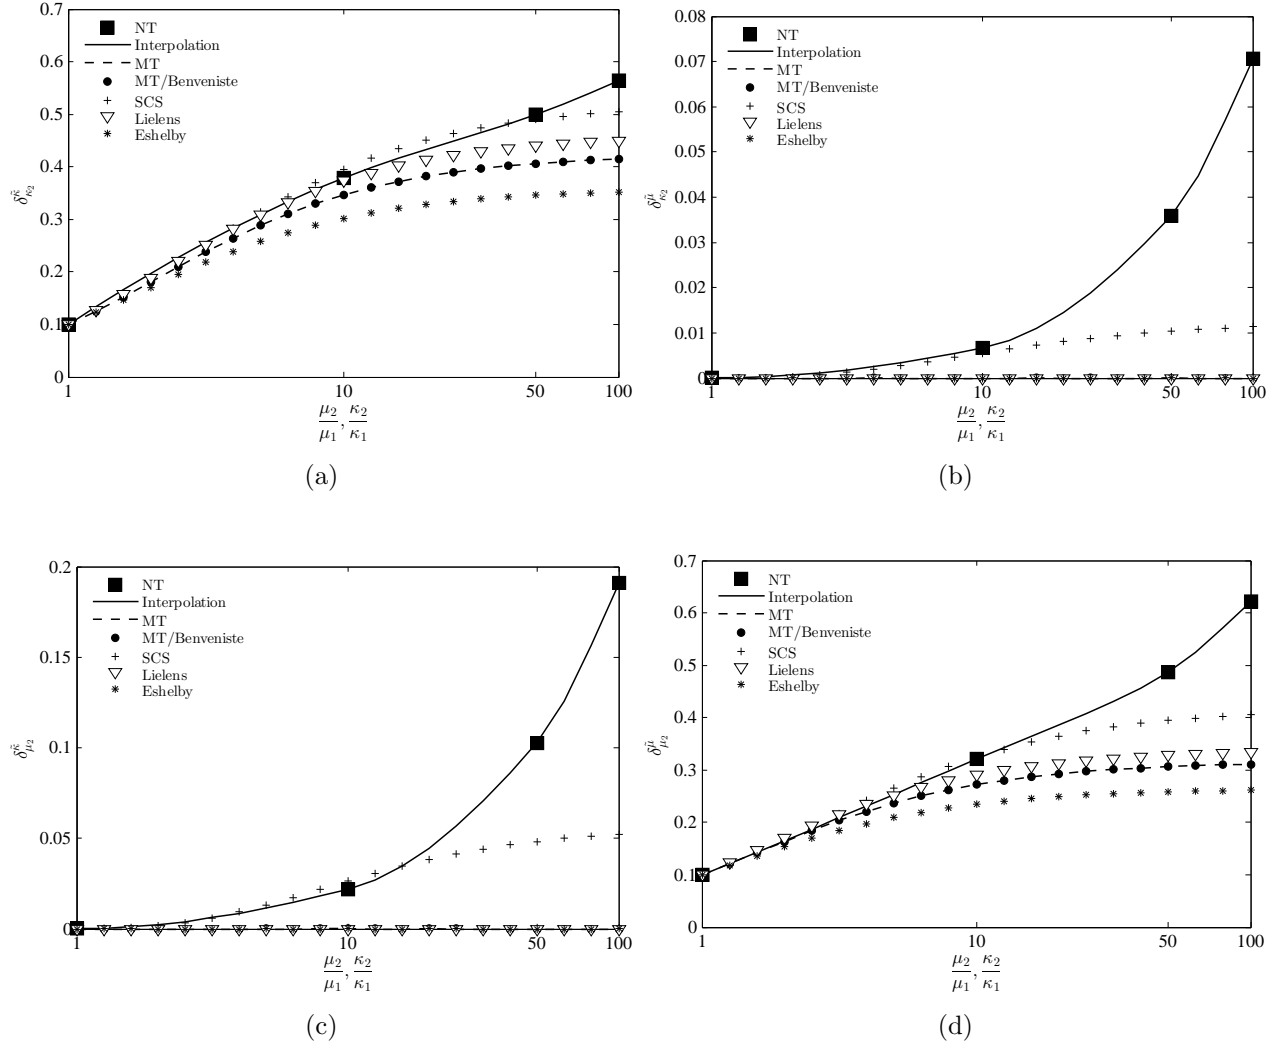 0.7
0.6
0.5
0.4
0.3
0.2
0.1
0
NT
Interpolation
MT
MT/Benveniste
SCS
Lielens
Eshelby
δ^κ̃_κ₂
1 10 50 100
μ₂/μ₁, κ₂/κ₁
(a)
0.08
0.07
0.06
0.05
0.04
0.03
0.02
0.01
0
NT
Interpolation
MT
MT/Benveniste
SCS
Lielens
Eshelby
δ^μ̃_κ₂
1 10 50 100
μ₂/μ₁, κ₂/κ₁
(b)
0.2
0.15
0.1
0.05
0
NT
Interpolation
MT
MT/Benveniste
SCS
Lielens
Eshelby
δ^κ̃_μ₂
1 10 50 100
μ₂/μ₁, κ₂/κ₁
(c)
0.7
0.6
0.5
0.4
0.3
0.2
0.1
0
NT
Interpolation
MT
MT/Benveniste
SCS
Lielens
Eshelby
δ^μ̃_μ₂
1 10 50 100
μ₂/μ₁, κ₂/κ₁
(d)